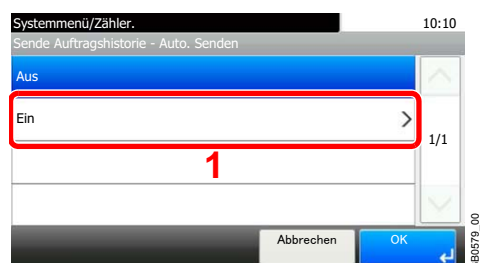 Systemmenü/Zähler. 10:10
Sende Auftragshistorie - Auto. Senden
Aus
Ein
1/1
1
Abbrechen OK
B0579_00